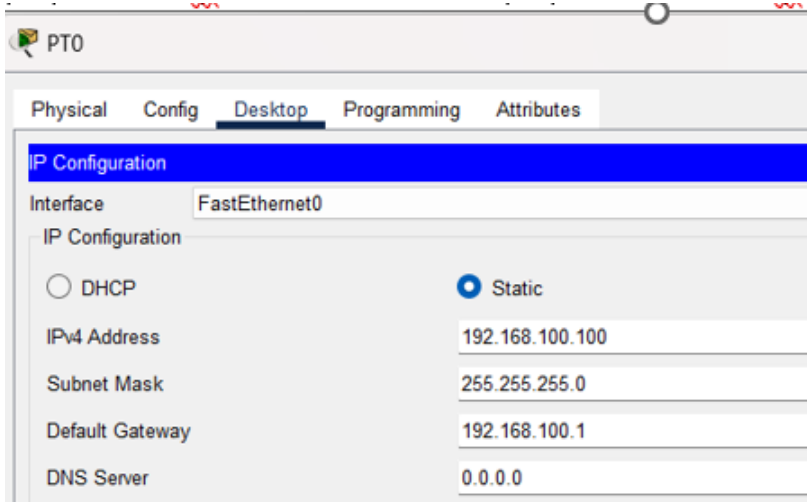 PT0
Physical Config Desktop Programming Attributes
IP Configuration
Interface FastEthernet0
IP Configuration
DHCP Static
IPv4 Address 192.168.100.100
Subnet Mask 255.255.255.0
Default Gateway 192.168.100.1
DNS Server 0.0.0.0